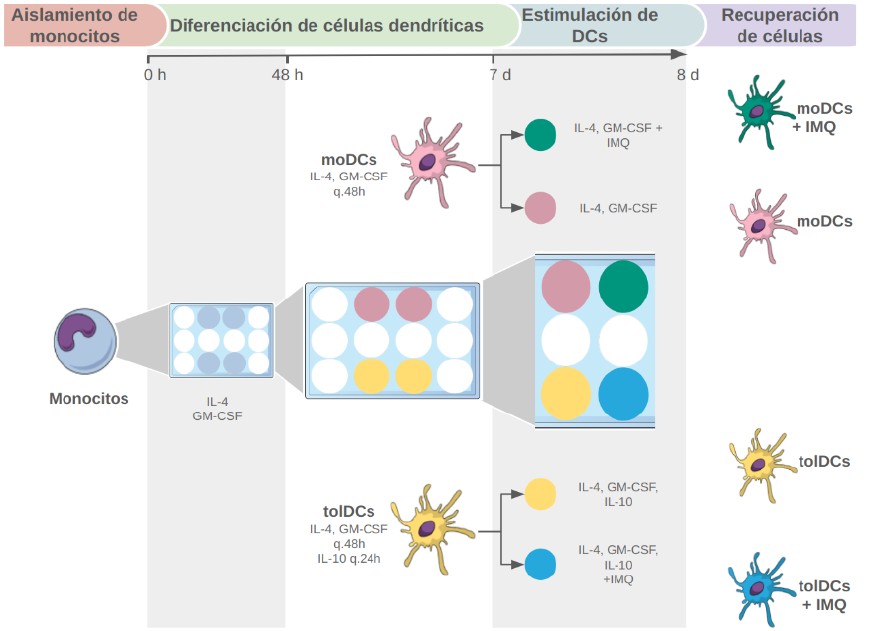 Aislamiento de
monocitos
Diferenciación de células dendríticas
Estimulación de
DCs
Recuperación
de células
0 h
48 h
7 d
8 d
moDCs
IL-4, GM-CSF
q.48h
IL-4, GM-CSF +
IMQ
IL-4, GM-CSF
moDCs
+ IMQ
moDCs
Monocitos
IL-4
GM-CSF
tolDCs
IL-4, GM-CSF
q.48h
IL-10 q.24h
IL-4, GM-CSF,
IL-10
IL-4, GM-CSF,
IL-10
+IMQ
tolDCs
tolDCs
+ IMQ